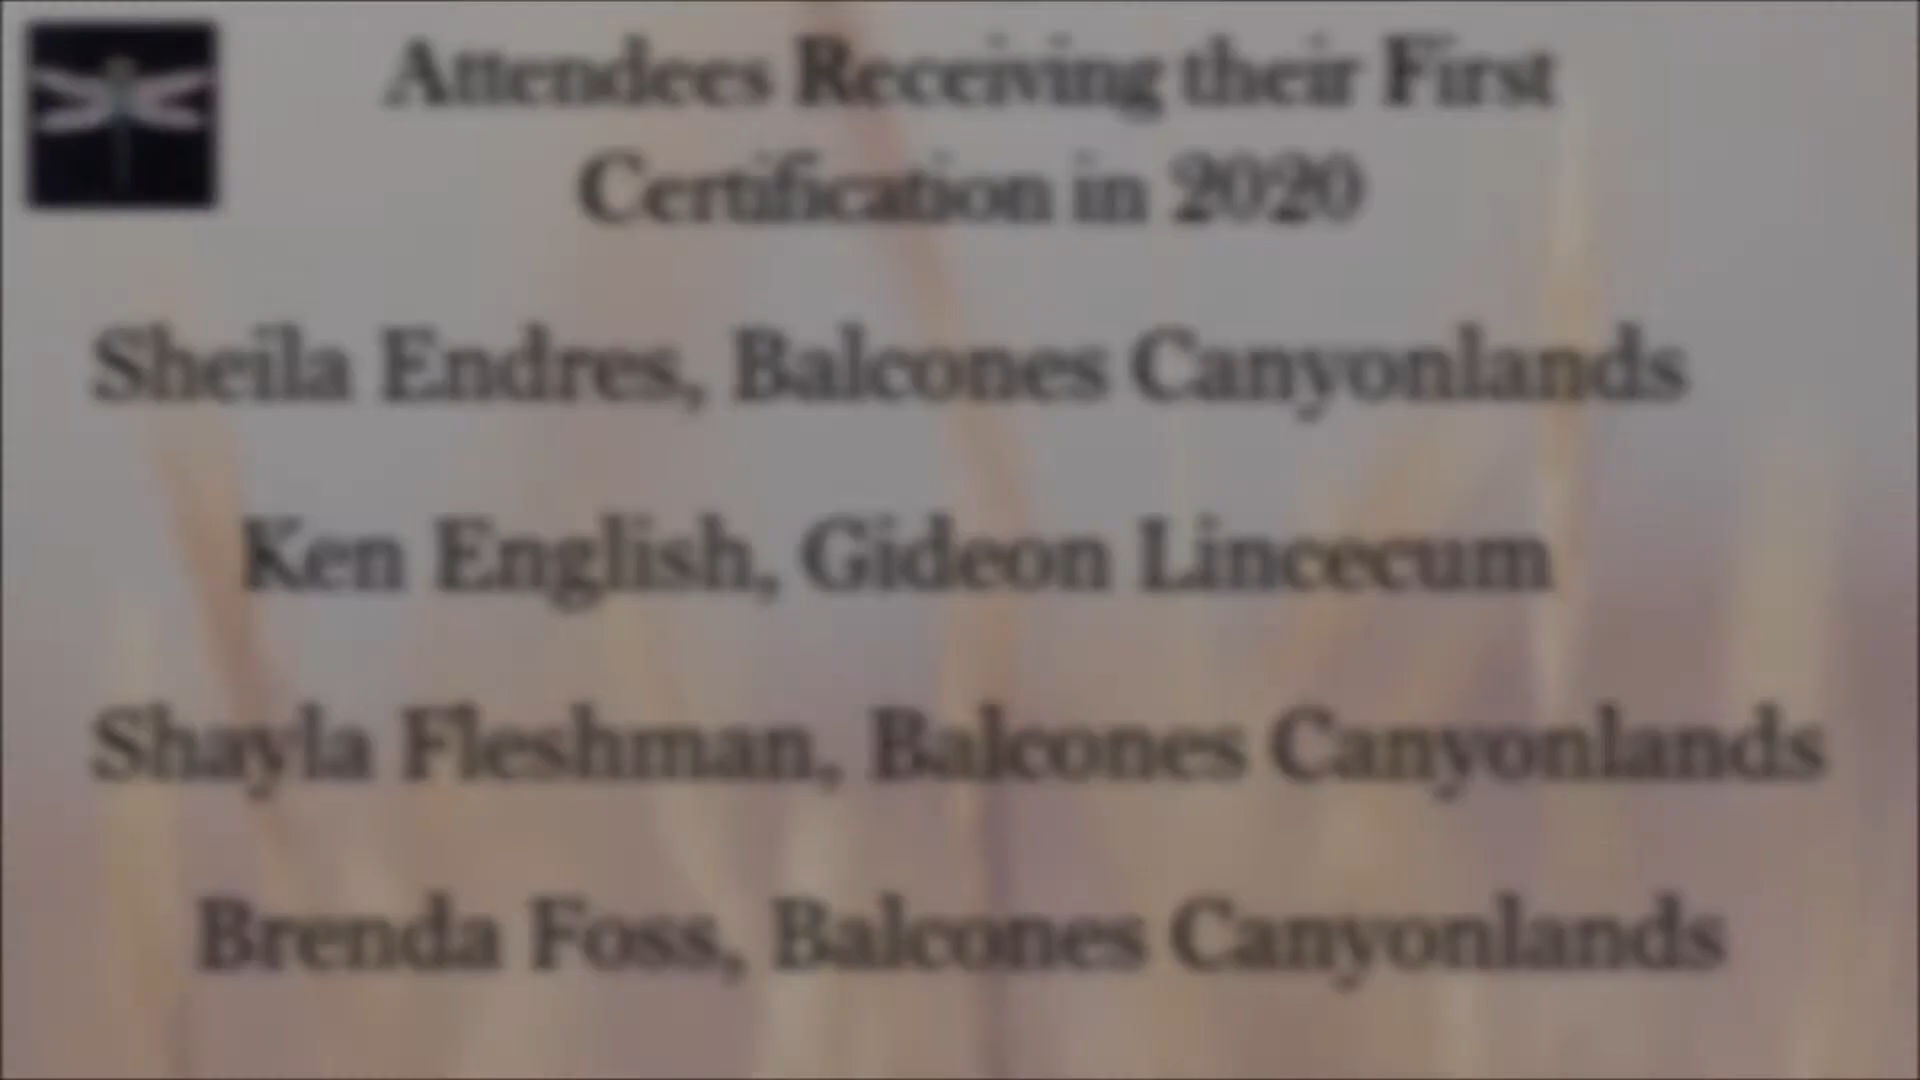 Attendees Receiving their First
Certification in 2020
Sheila Endres, Balcones Canyonlands
Ken English, Gideon Lincecum
Shayla Fleshman, Balcones Canyonlands
Brenda Foss, Balcones Canyonlands